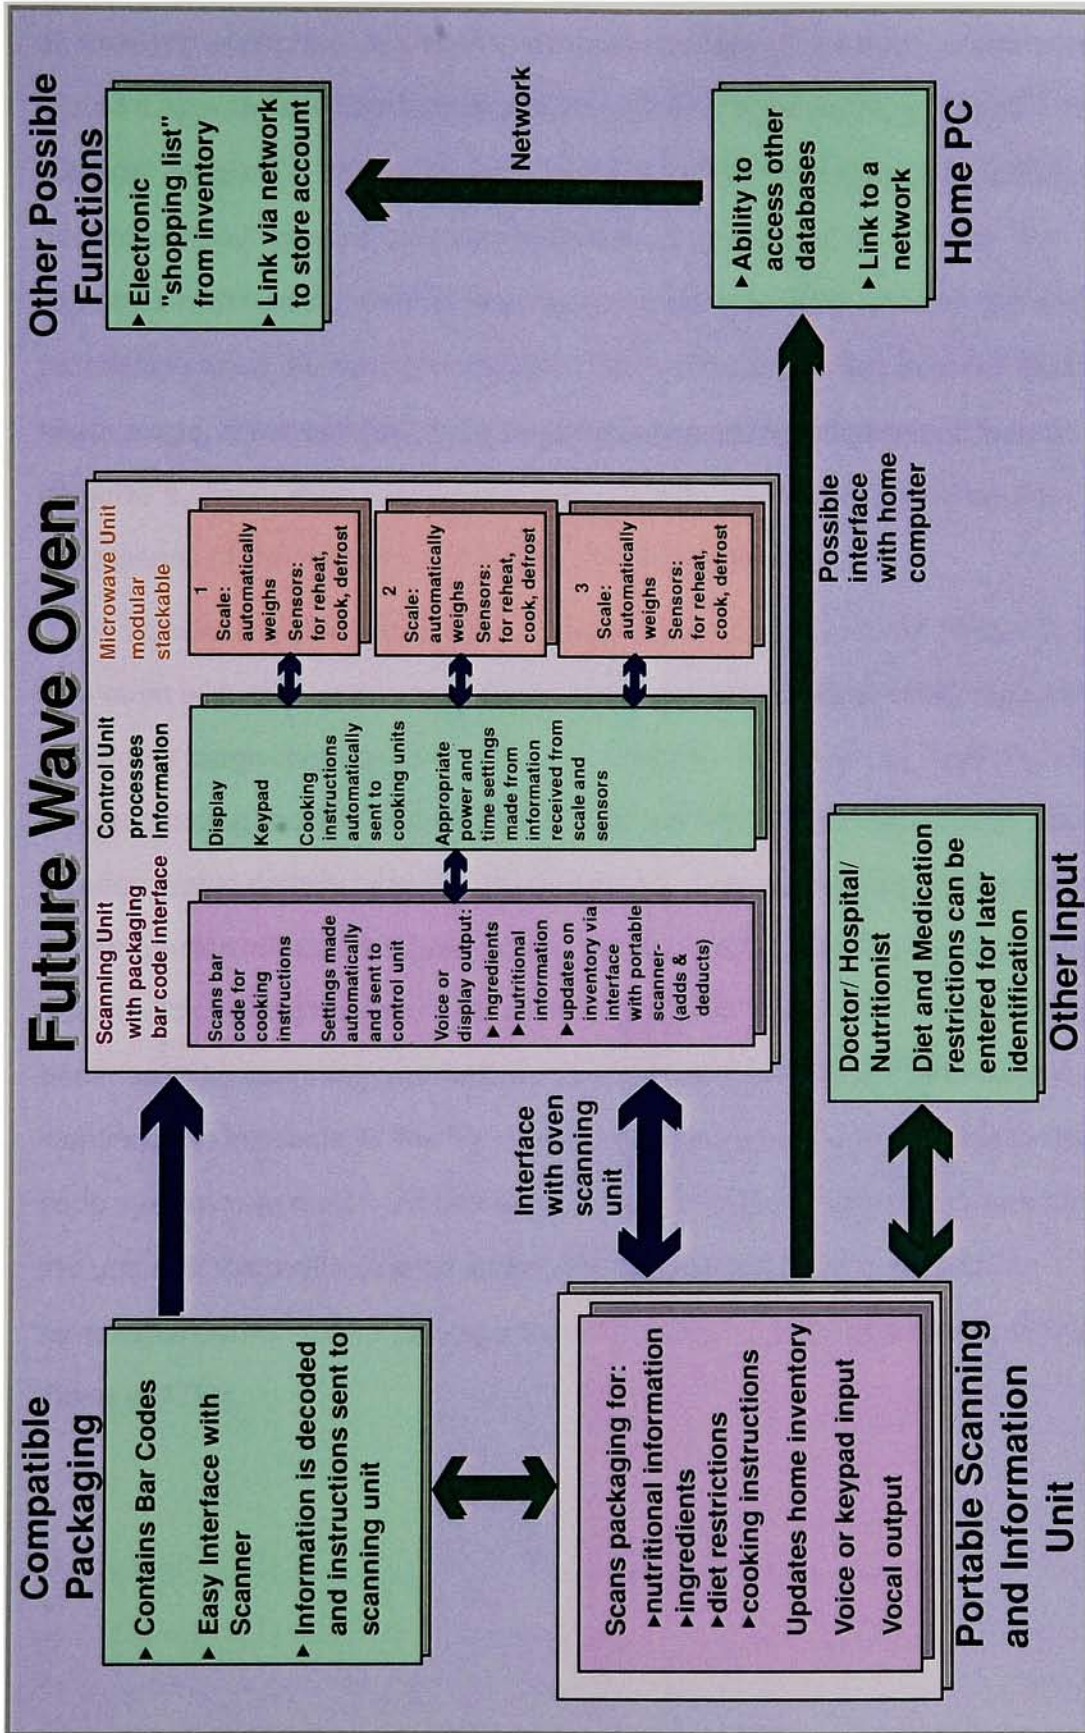 Future Wave Oven
Compatible
Packaging
▸ Contains Bar Codes
▸ Easy Interface with
Scanner
▸ Information is decoded
and instructions sent to
scanning unit
Scanning Unit
with packaging
bar code interface
Scans bar
code for
cooking
instructions
Settings made
automatically
and sent to
control unit
Voice or
display output:
▸ ingredients
▸ nutritional
information
▸ updates on
inventory via
interface
with portable
scanner-
(adds &
deducts)
Control Unit
processes
Information
Display
Keypad
Cooking
instructions
automatically
sent to
cooking units
Appropriate
power and
time settings
made from
information
received from
scale and
sensors
Microwave Unit
modular
stackable
1
Scale:
automatically
weighs
Sensors:
for reheat,
cook, defrost
2
Scale:
automatically
weighs
Sensors:
for reheat,
cook, defrost
3
Scale:
automatically
weighs
Sensors:
for reheat,
cook, defrost
Other Possible
Functions
▸ Electronic
"shopping list"
from inventory
▸ Link via network
to store account
Network
Interface
with oven
scanning
unit
Possible
interface
with home
computer
Scans packaging for:
▸nutritional information
▸ingredients
▸diet restrictions
▸cooking instructions
Updates home inventory
Voice or keypad input
Vocal output
Portable Scanning
and Information
Unit
Doctor/ Hospital/
Nutritionist
Diet and Medication
restrictions can be
entered for later
identification
Other Input
▸Ability to
access other
databases
▸ Link to a
network
Home PC